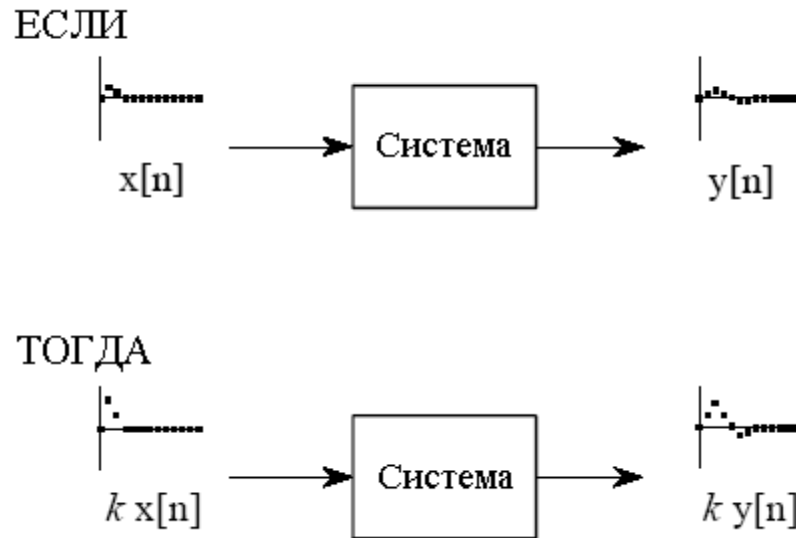 ЕСЛИ
Система
x[n]
y[n]
ТОГДА
Система
k x[n]
k y[n]